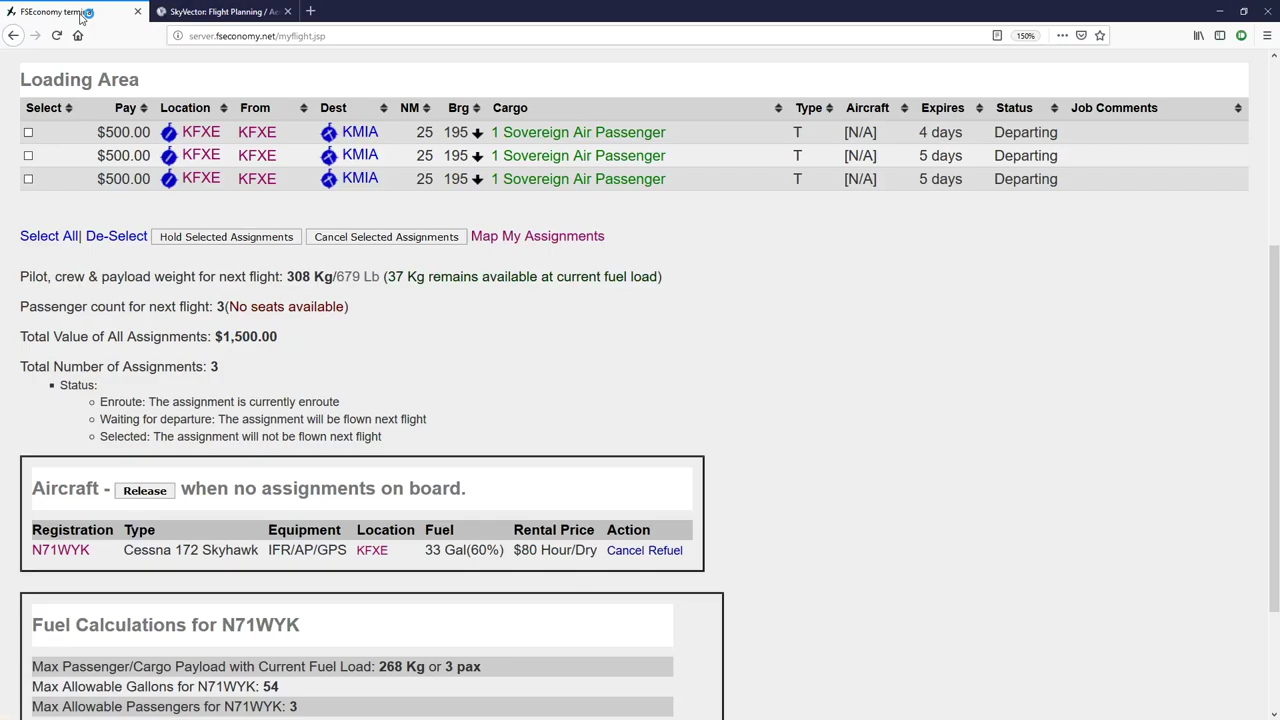 FSEconomy termin
SkyVector: Flight Planning / Ae
server.fseconomy.net/myflight.jsp
150%
Loading Area
Select Pay Location From Dest NM Brg Cargo Type Aircraft Expires Status Job Comments
$500.00 KFXE KFXE KMIA 25 195 1 Sovereign Air Passenger T [N/A] 4 days Departing
$500.00 KFXE KFXE KMIA 25 195 1 Sovereign Air Passenger T [N/A] 5 days Departing
$500.00 KFXE KFXE KMIA 25 195 1 Sovereign Air Passenger T [N/A] 5 days Departing
Select All| De-Select Hold Selected Assignments Cancel Selected Assignments Map My Assignments
Pilot, crew & payload weight for next flight: 308 Kg/679 Lb (37 Kg remains available at current fuel load)
Passenger count for next flight: 3(No seats available)
Total Value of All Assignments: $1,500.00
Total Number of Assignments: 3
Status:
Enroute: The assignment is currently enroute
Waiting for departure: The assignment will be flown next flight
Selected: The assignment will not be flown next flight
Aircraft - Release when no assignments on board.
Registration Type Equipment Location Fuel Rental Price Action
N71WYK Cessna 172 Skyhawk IFR/AP/GPS KFXE 33 Gal(60%) $80 Hour/Dry Cancel Refuel
Fuel Calculations for N71WYK
Max Passenger/Cargo Payload with Current Fuel Load: 268 Kg or 3 pax
Max Allowable Gallons for N71WYK: 54
Max Allowable Passengers for N71WYK: 3